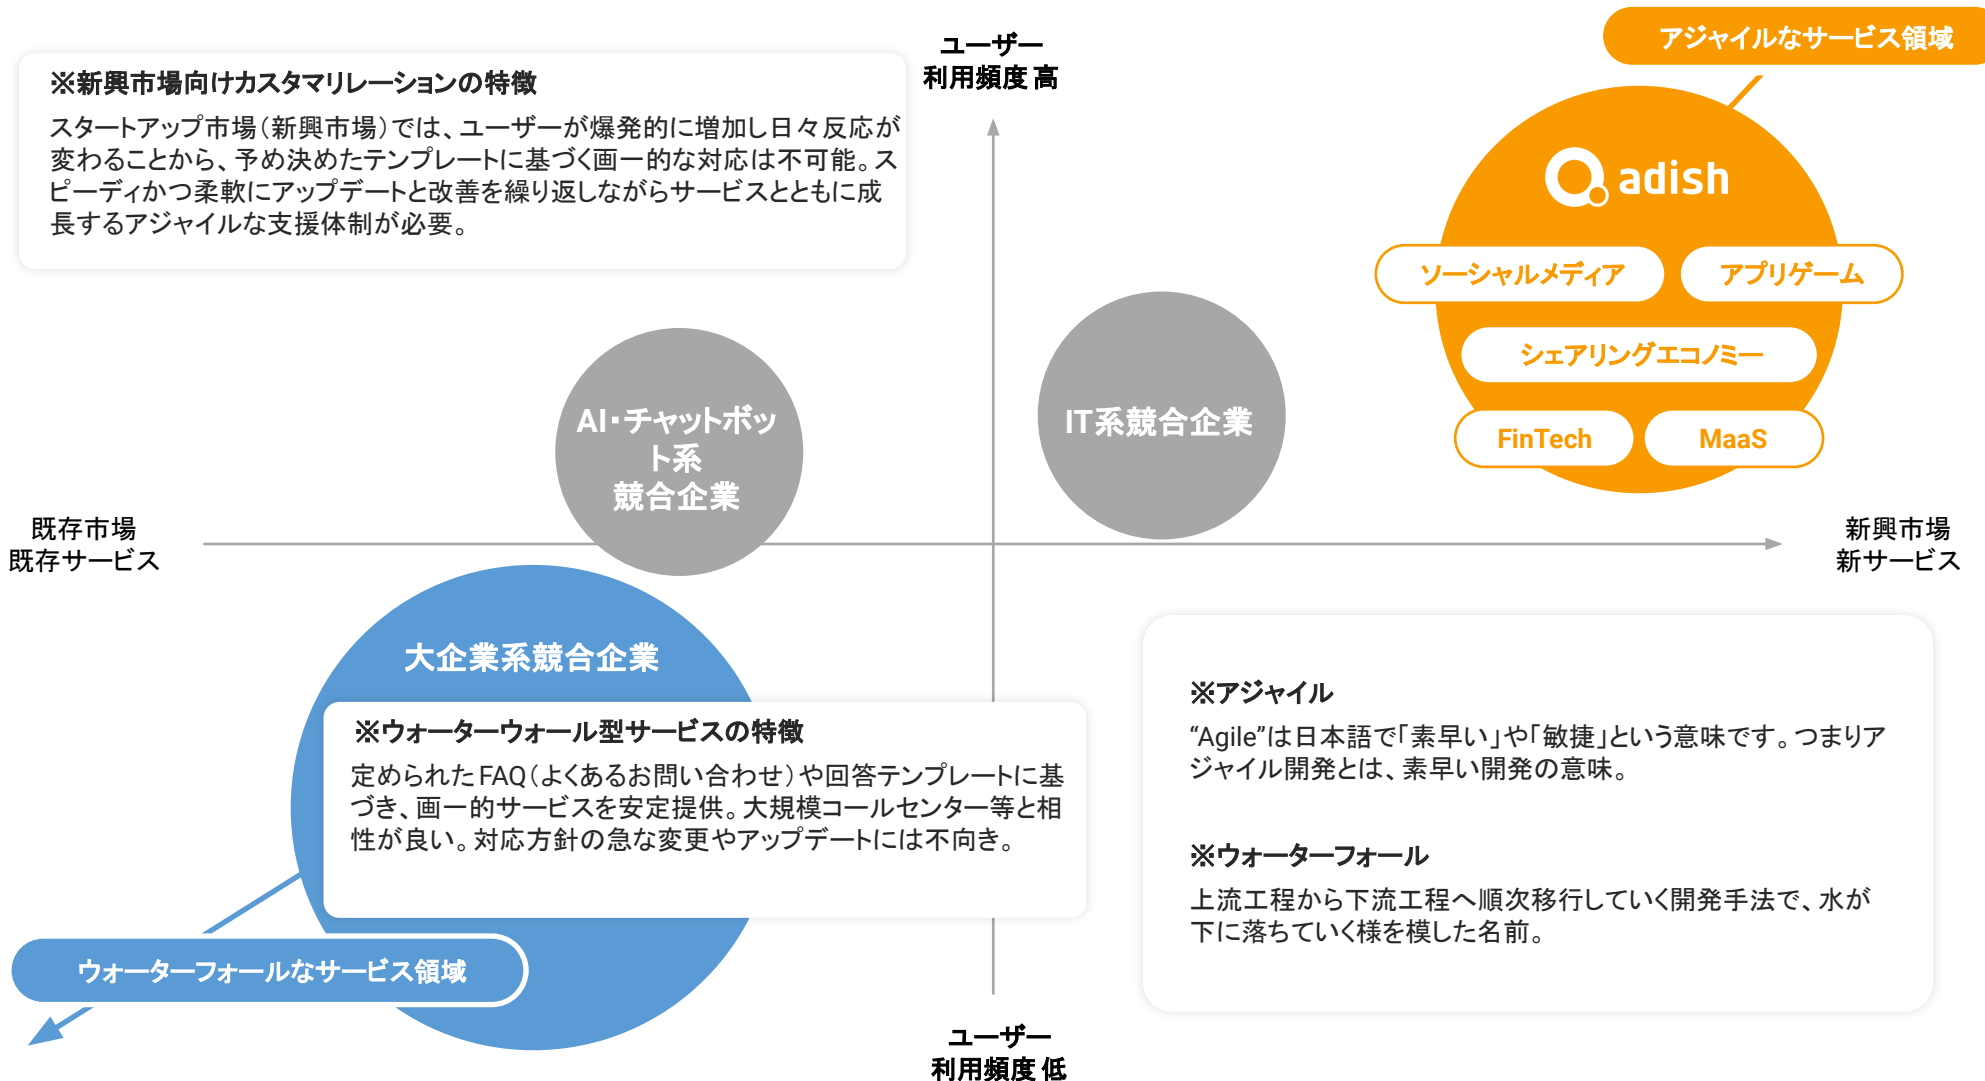 アジャイルなサービス領域
ユーザー
利用頻度 高
※新興市場向けカスタマリレーションの特徴
スタートアップ市場（新興市場）では、ユーザーが爆発的に増加し日々反応が
変わることから、予め決めたテンプレートに基づく画一的な対応は不可能。ス
ピーディかつ柔軟にアップデートと改善を繰り返しながらサービスとともに成
長するアジャイルな支援体制が必要。
adish
ソーシャルメディア
アプリゲーム
シェアリングエコノミー
FinTech
MaaS
AI・チャットボッ
ト系
競合企業
IT系競合企業
既存市場
既存サービス
新興市場
新サービス
大企業系競合企業
※ウォーターウォール型サービスの特徴
定められたFAQ（よくあるお問い合わせ）や回答テンプレートに基
づき、画一的サービスを安定提供。大規模コールセンター等と相
性が良い。対応方針の急な変更やアップデートには不向き。
※アジャイル
“Agile”は日本語で「素早い」や「敏捷」という意味です。つまりア
ジャイル開発とは、素早い開発の意味。
※ウォーターフォール
上流工程から下流工程へ順次移行していく開発手法で、水が
下に落ちていく様を模した名前。
ウォーターフォールなサービス領域
ユーザー
利用頻度 低